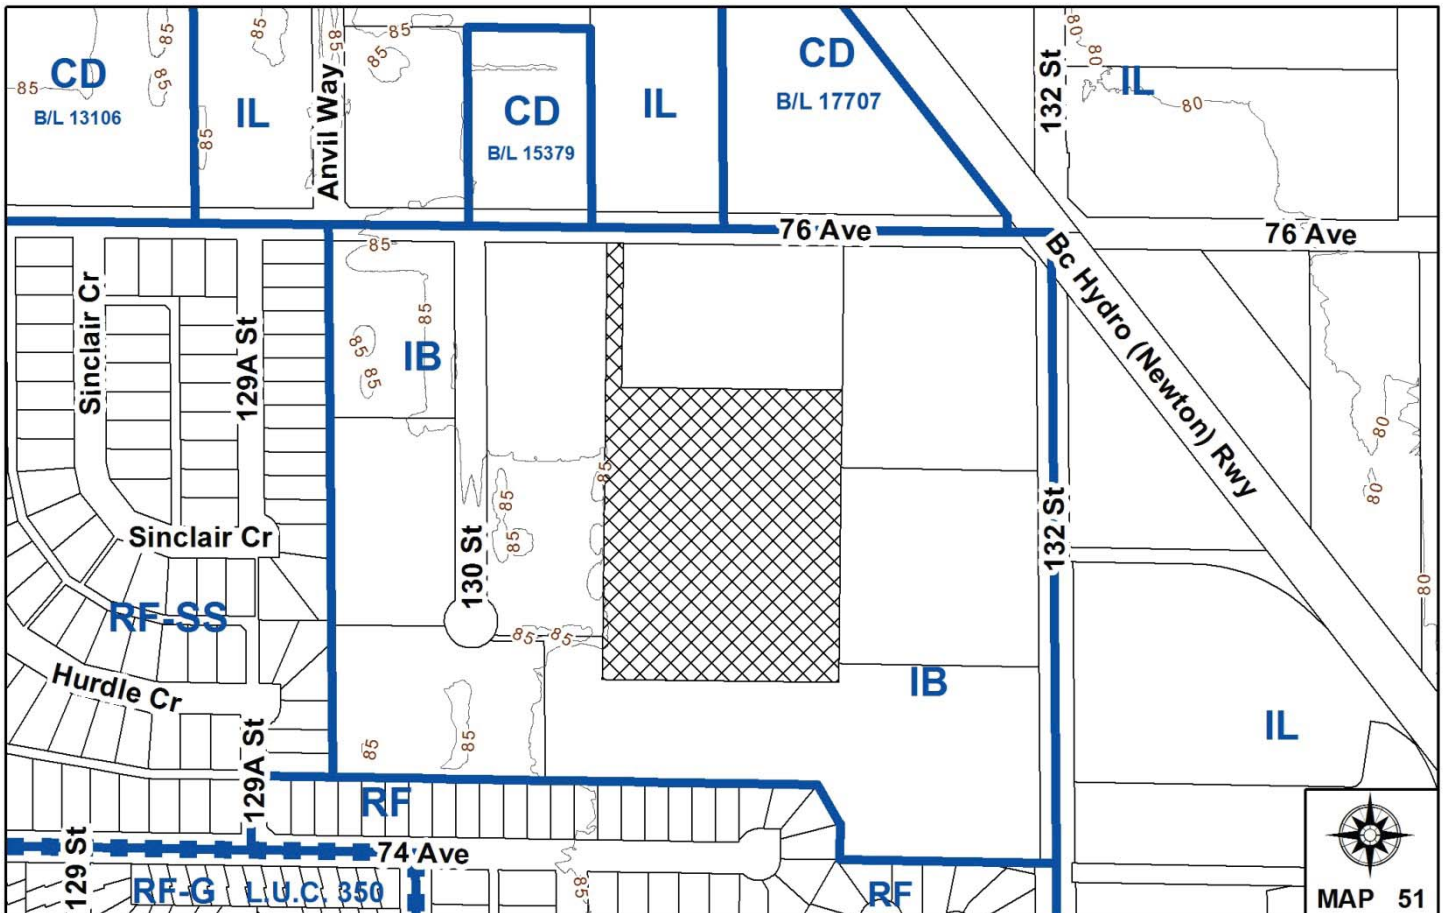 85
85
85
85
85
CD
B/L 13106
85
85
IL
85
Anvil Way
85
CD
B/L 15379
IL
CD
B/L 17707
132 St
80
80
IL
80
76 Ave
76 Ave
Bc Hydro (Newton) Rwy
Sinclair Cr
129A St
85
85
85
85
IB
80
80
80
85
85
85
130 St
132 St
Sinclair Cr
RF-SS
Hurdle Cr
85
85
IB
IL
85
85
129A St
RF
74 Ave
129 St
RF-G
L.U.C. 350
85
RF
MAP 51